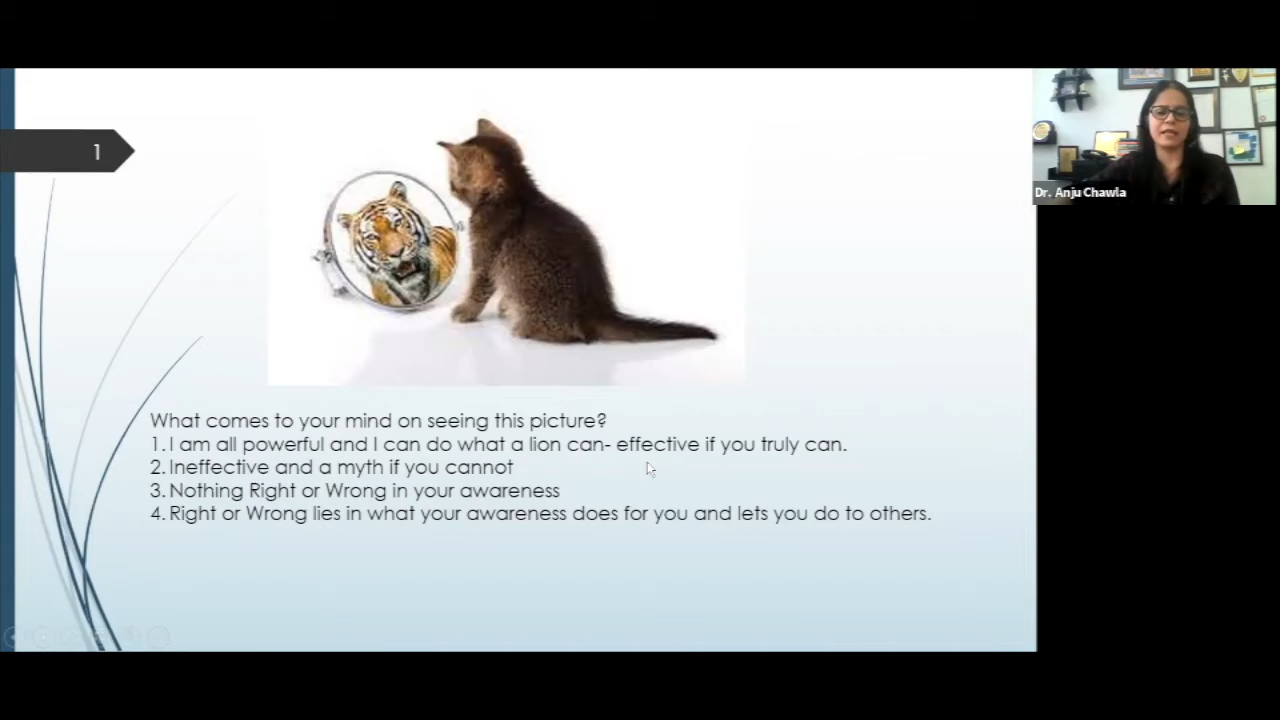 1
Dr. Anju Chawla
What comes to your mind on seeing this picture?
1. I am all powerful and I can do what a lion can- effective if you truly can.
2. Ineffective and a myth if you cannot
3. Nothing Right or Wrong in your awareness
4. Right or Wrong lies in what your awareness does for you and lets you do to others.